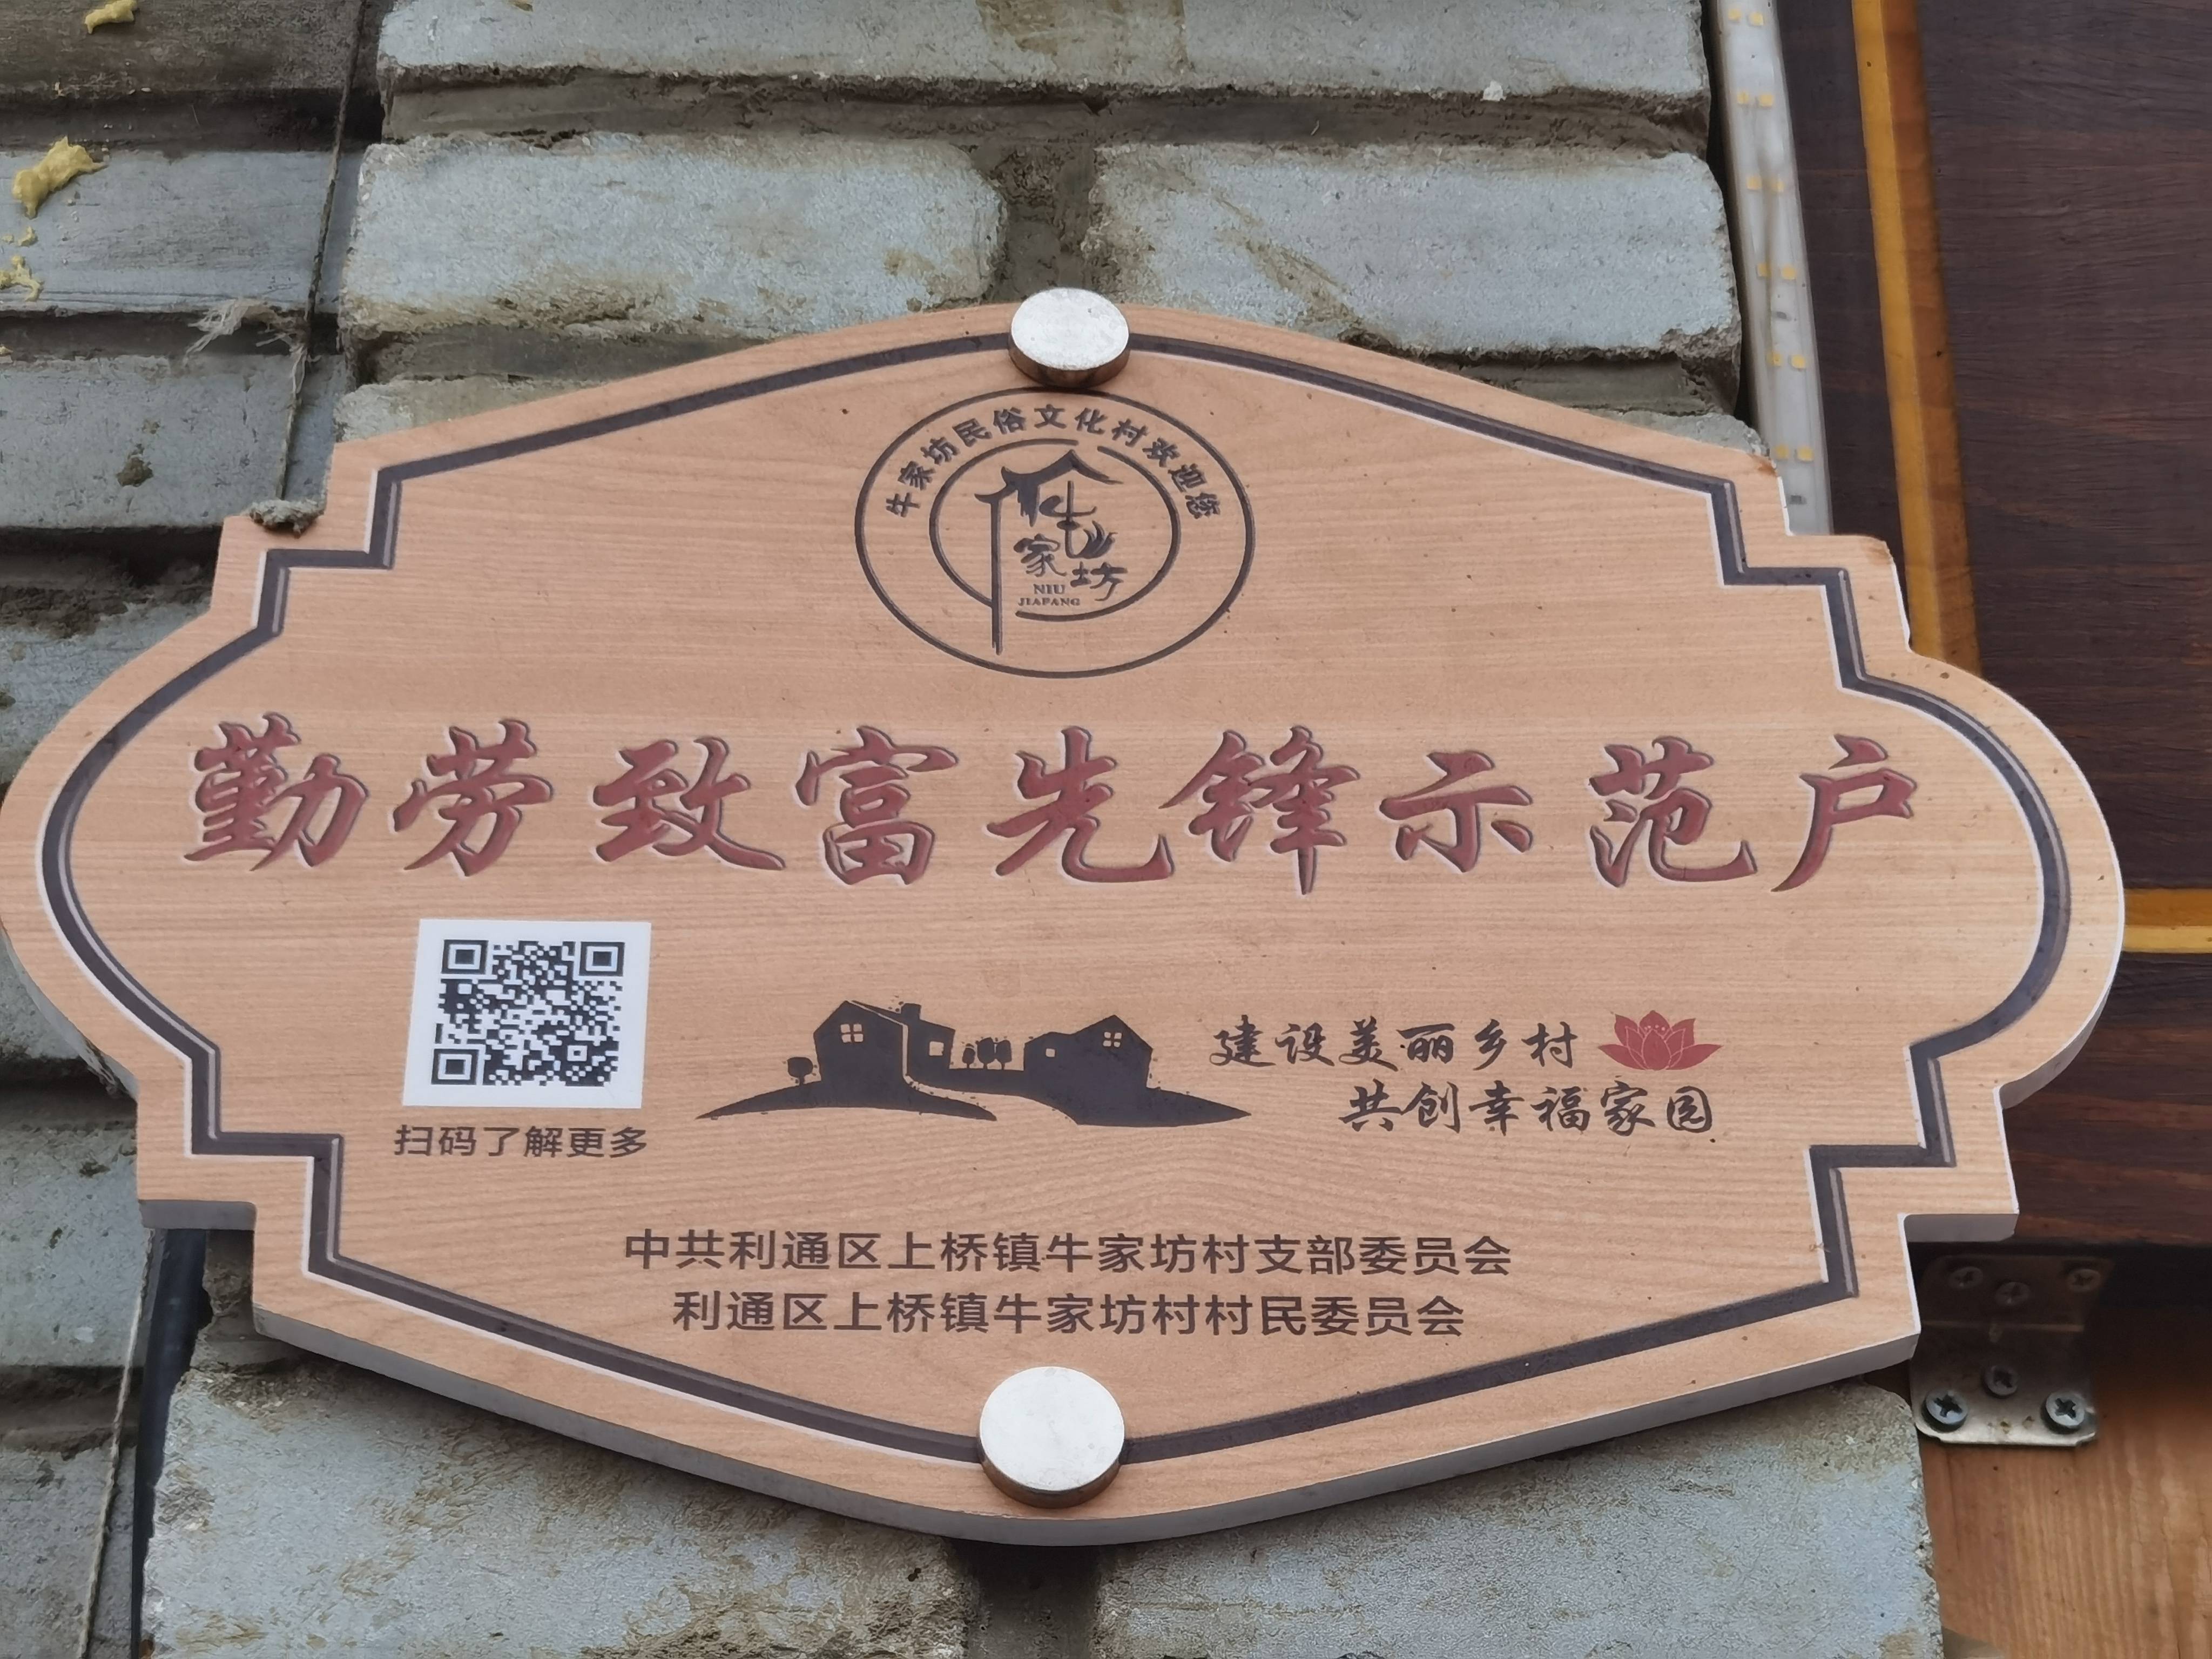 牛家坊民俗文化村欢迎您
牛
家坊
NIU
JIAFANG
勤劳致富先锋示范户
建设美丽乡村
共创幸福家园
扫码了解更多
中共利通区上桥镇牛家坊村支部委员会
利通区上桥镇牛家坊村村民委员会